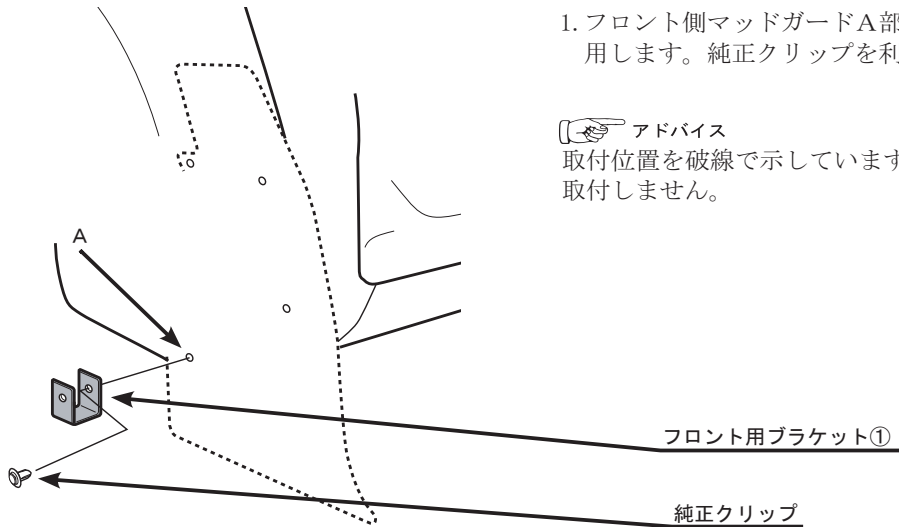 1. フロント側マッドガードA部
用します。純正クリップを利
アドバイス
取付位置を破線で示しています
取付しません。
A
フロント用ブラケット①
純正クリップ